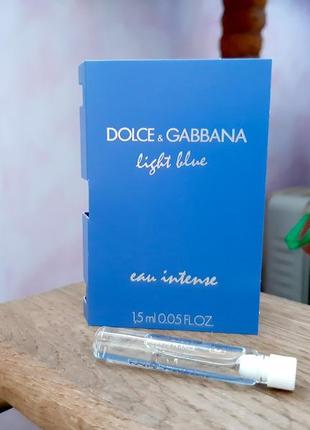 DOLCE & GABBANA
light blue
eau intense
1,5 ml 0.05 FL.OZ.